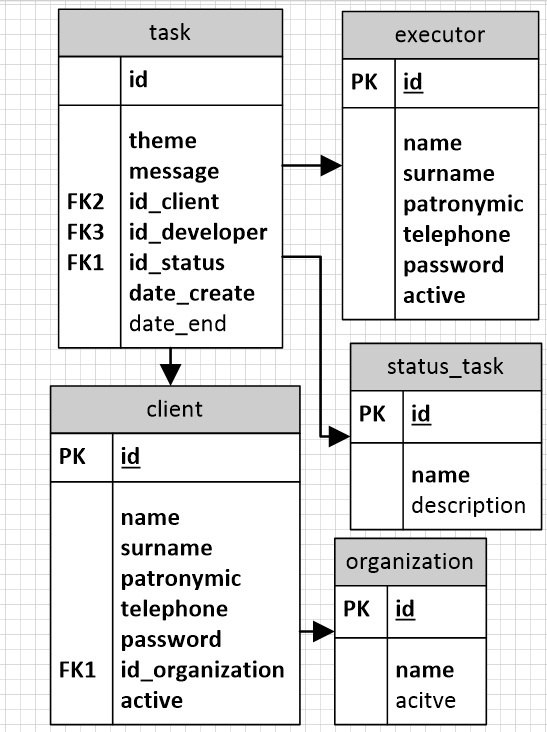 task
id
theme
message
FK2 id_client
FK3 id_developer
FK1 id_status
date_create
date_end
executor
PK id
name
surname
patronymic
telephone
password
active
status_task
PK id
name
description
client
PK id
name
surname
patronymic
telephone
password
FK1 id_organization
active
organization
PK id
name
acitve